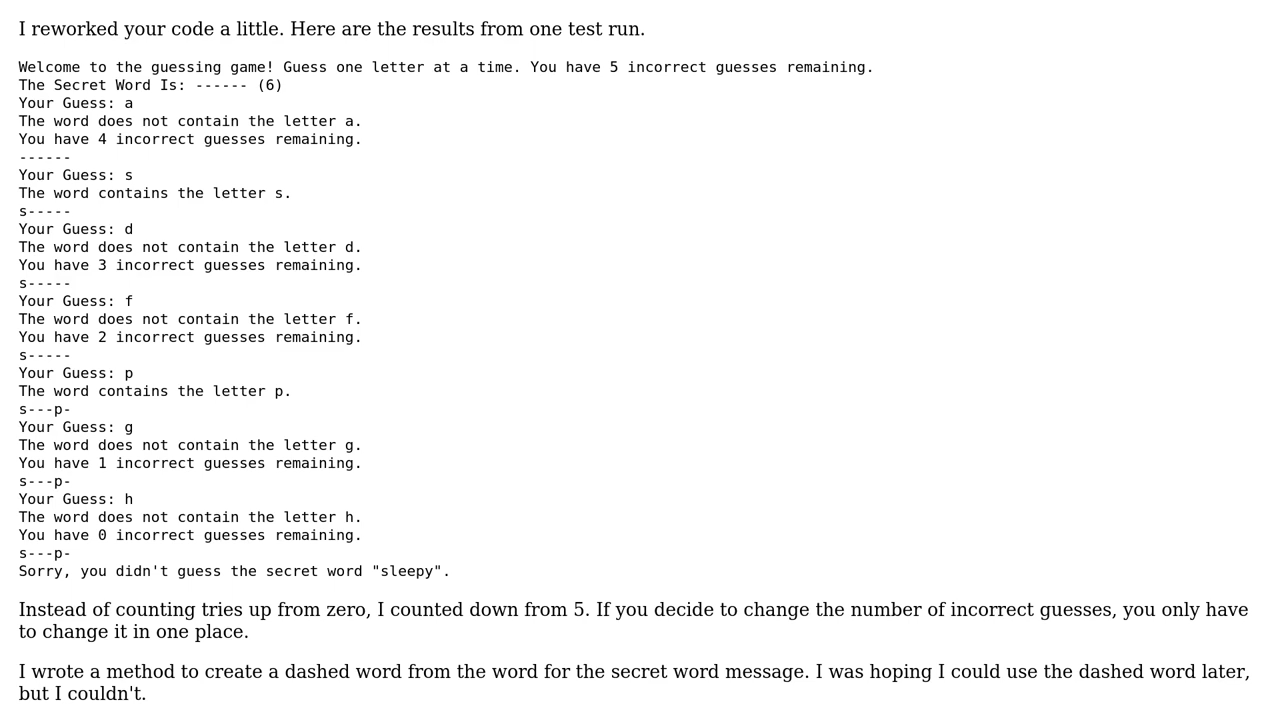 I reworked your code a little. Here are the results from one test run.
Welcome to the guessing game! Guess one letter at a time. You have 5 incorrect guesses remaining.
The Secret Word Is: ------ (6)
Your Guess: a
The word does not contain the letter a.
You have 4 incorrect guesses remaining.
------
Your Guess: s
The word contains the letter s.
s-----
Your Guess: d
The word does not contain the letter d.
You have 3 incorrect guesses remaining.
s-----
Your Guess: f
The word does not contain the letter f.
You have 2 incorrect guesses remaining.
s-----
Your Guess: p
The word contains the letter p.
s---p-
Your Guess: g
The word does not contain the letter g.
You have 1 incorrect guesses remaining.
s---p-
Your Guess: h
The word does not contain the letter h.
You have 0 incorrect guesses remaining.
s---p-
Sorry, you didn't guess the secret word "sleepy".
Instead of counting tries up from zero, I counted down from 5. If you decide to change the number of incorrect guesses, you only have
to change it in one place.
I wrote a method to create a dashed word from the word for the secret word message. I was hoping I could use the dashed word later,
but I couldn't.